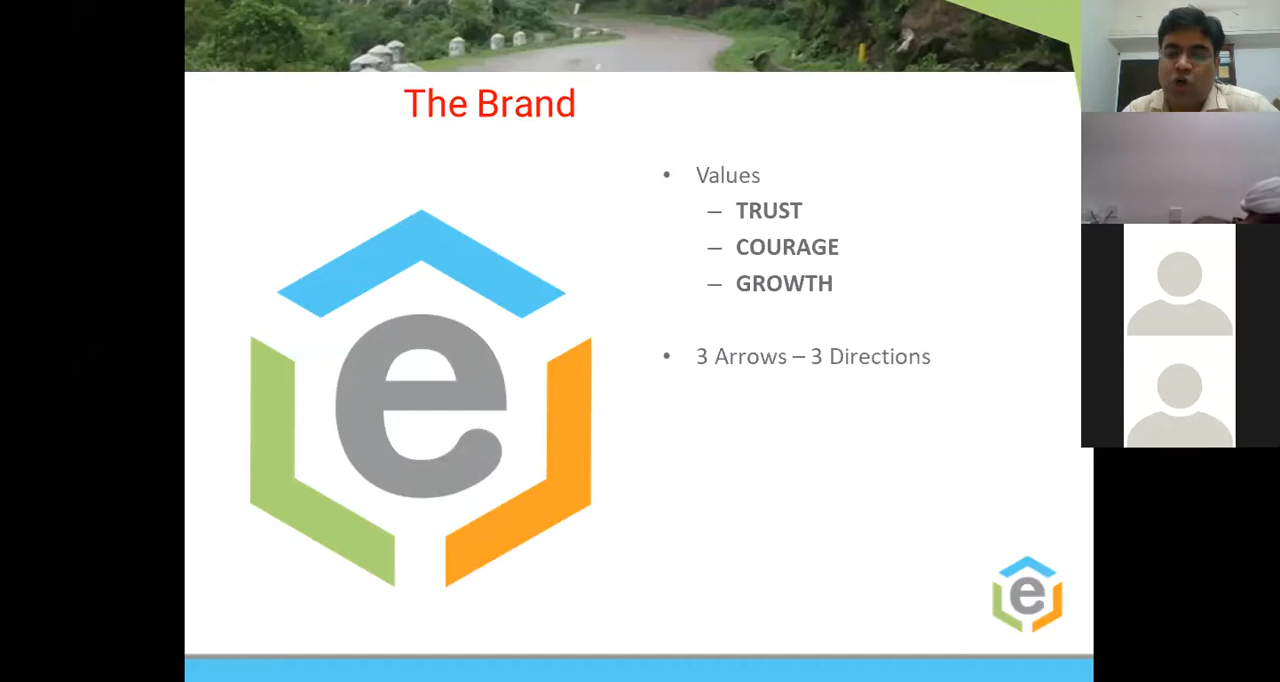 The Brand
• Values
– TRUST
– COURAGE
– GROWTH
• 3 Arrows – 3 Directions
e
e